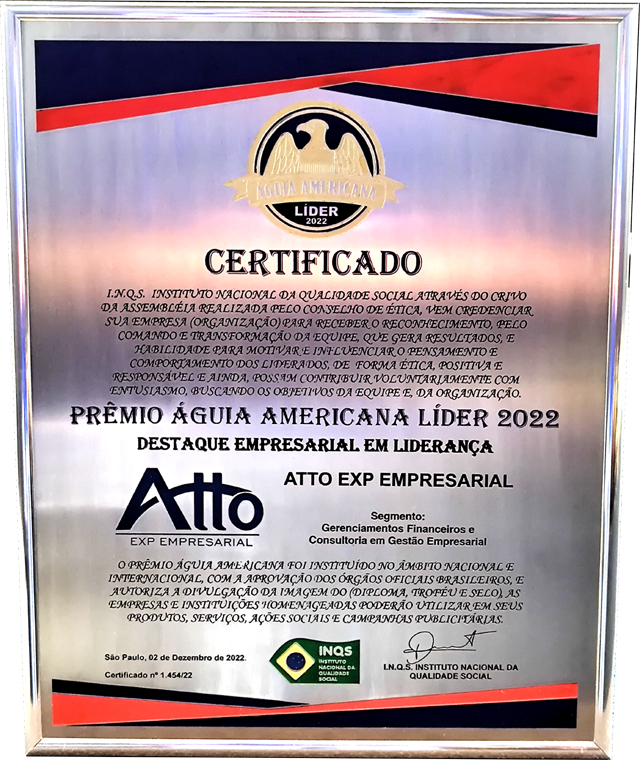 ÁGUIA AMERICANA
LÍDER
2022
CERTIFICADO
I.N.Q.S. INSTITUTO NACIONAL DA QUALIDADE SOCIAL ATRAVÉS DO CRIVO
DA ASSEMBLÉIA REALIZADA PELO CONSELHO DE ÉTICA, VEM CREDENCIAR
SUA EMPRESA (ORGANIZAÇÃO) PARA RECEBER O RECONHECIMENTO, PELO
COMANDO E TRANSFORMAÇÃO DA EQUIPE, QUE GERA RESULTADOS, E
HABILIDADE PARA MOTIVAR E INFLUENCIAR O PENSAMENTO E
COMPORTAMENTO DOS LIDERADOS, DE FORMA ÉTICA, POSITIVA E
RESPONSÁVEL E AINDA, POSSAM CONTRIBUIR VOLUNTARIAMENTE COM
ENTUSIASMO, BUSCANDO OS OBJETIVOS DA EQUIPE E, DA ORGANIZAÇÃO.
PRÊMIO ÁGUIA AMERICANA LÍDER 2022
DESTAQUE EMPRESARIAL EM LIDERANÇA
Atto
EXP EMPRESARIAL
ATTO EXP EMPRESARIAL
Segmento:
Gerenciamentos Financeiros e
Consultoria em Gestão Empresarial
O PRÊMIO ÁGUIA AMERICANA FOI INSTITUÍDO NO ÂMBITO NACIONAL E
INTERNACIONAL, COM A APROVAÇÃO DOS ÓRGÃOS OFICIAIS BRASILEIROS, E
AUTORIZA A DIVULGAÇÃO DA IMAGEM DO (DIPLOMA, TROFÉU E SELO), AS
EMPRESAS E INSTITUIÇÕES HOMENAGEADAS PODERÃO UTILIZAR EM SEUS
PRODUTOS, SERVIÇOS, AÇÕES SOCIAIS E CAMPANHAS PUBLICITÁRIAS.
São Paulo, 02 de Dezembro de 2022.
Certificado nº 1.454/22
INQS
INSTITUTO
NACIONAL DA
QUALIDADE
SOCIAL
I.N.Q.S. INSTITUTO NACIONAL DA
QUALIDADE SOCIAL